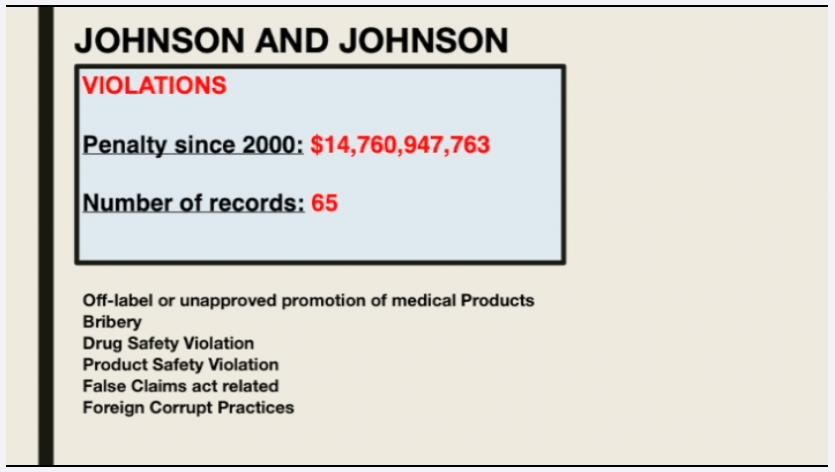 JOHNSON AND JOHNSON
VIOLATIONS
Penalty since 2000: $14,760,947,763
Number of records: 65
Off-label or unapproved promotion of medical Products
Bribery
Drug Safety Violation
Product Safety Violation
False Claims act related
Foreign Corrupt Practices